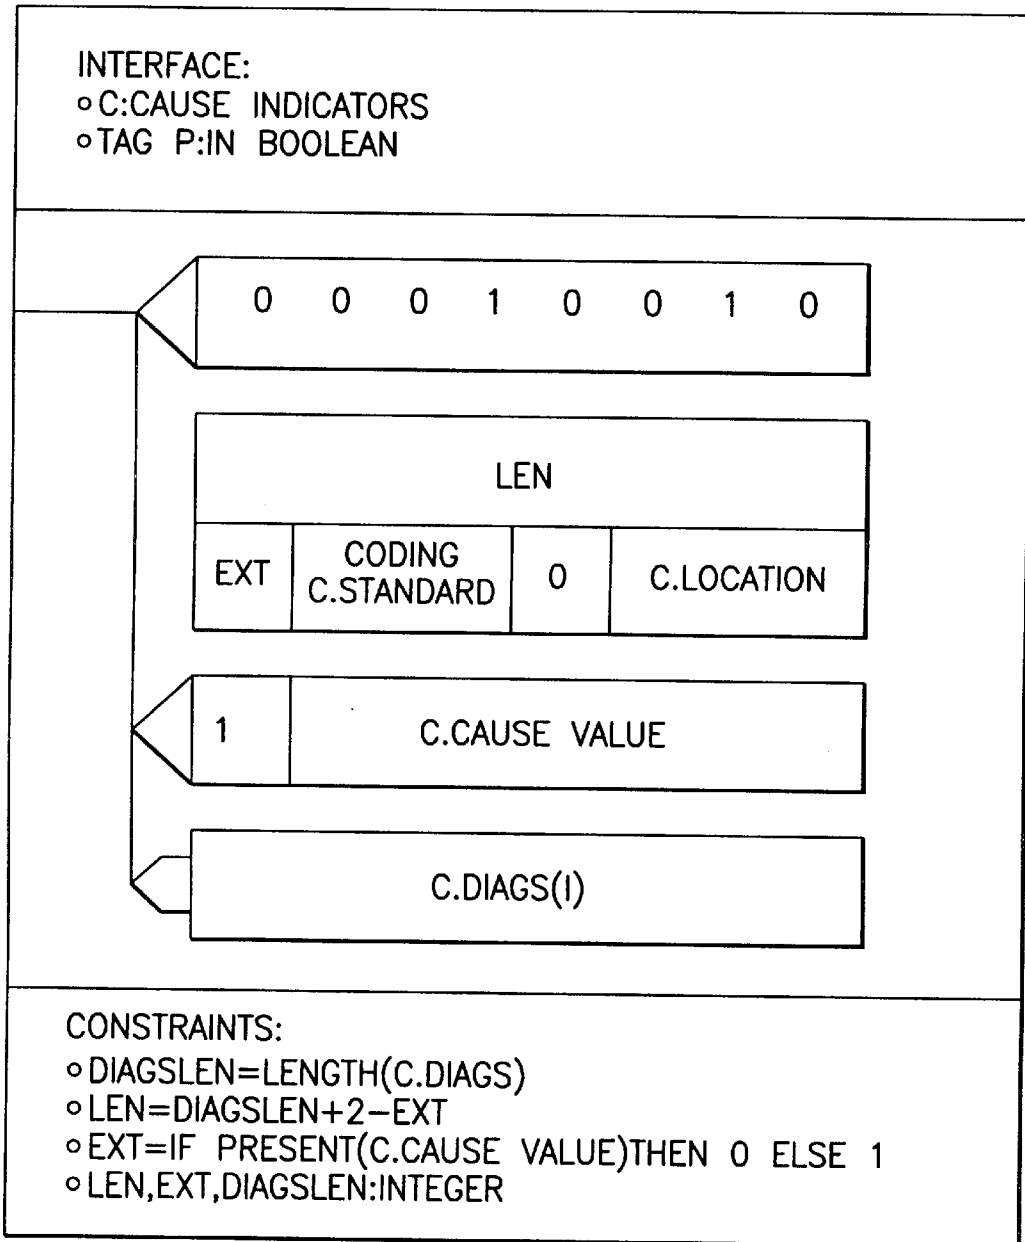 INTERFACE:
∘ C:CAUSE INDICATORS
∘ TAG P:IN BOOLEAN
0 0 0 1 0 0 1 0
LEN
EXT CODING C.STANDARD 0 C.LOCATION
1 C.CAUSE VALUE
C.DIAGS(I)
CONSTRAINTS:
∘ DIAGSLEN=LENGTH(C.DIAGS)
∘ LEN=DIAGSLEN+2-EXT
∘ EXT=IF PRESENT(C.CAUSE VALUE)THEN 0 ELSE 1
∘ LEN,EXT,DIAGSLEN:INTEGER